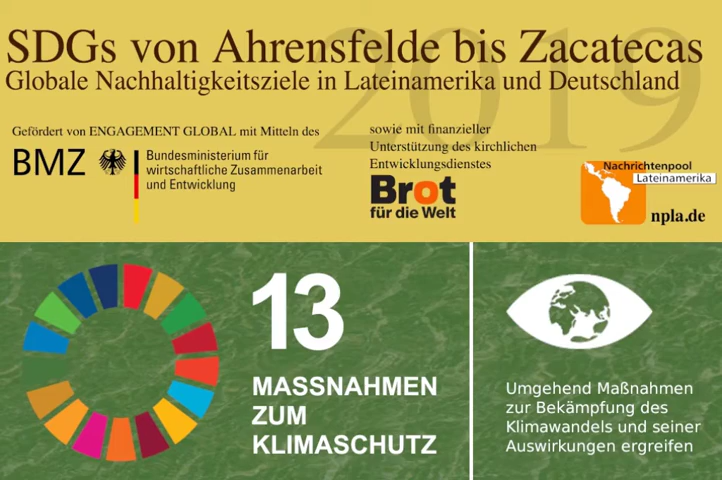 2019
SDGs von Ahrensfelde bis Zacatecas
Globale Nachhaltigkeitsziele in Lateinamerika und Deutschland
Gefördert von ENGAGEMENT GLOBAL mit Mitteln des
BMZ
Bundesministerium für
wirtschaftliche Zusammenarbeit
und Entwicklung
sowie mit finanzieller
Unterstützung des kirchlichen
Entwicklungsdienstes
Brot
für die Welt
Nachrichtenpool
Lateinamerika
npla.de
13
MASSNAHMEN
ZUM
KLIMASCHUTZ
Umgehend Maßnahmen
zur Bekämpfung des
Klimawandels und seiner
Auswirkungen ergreifen